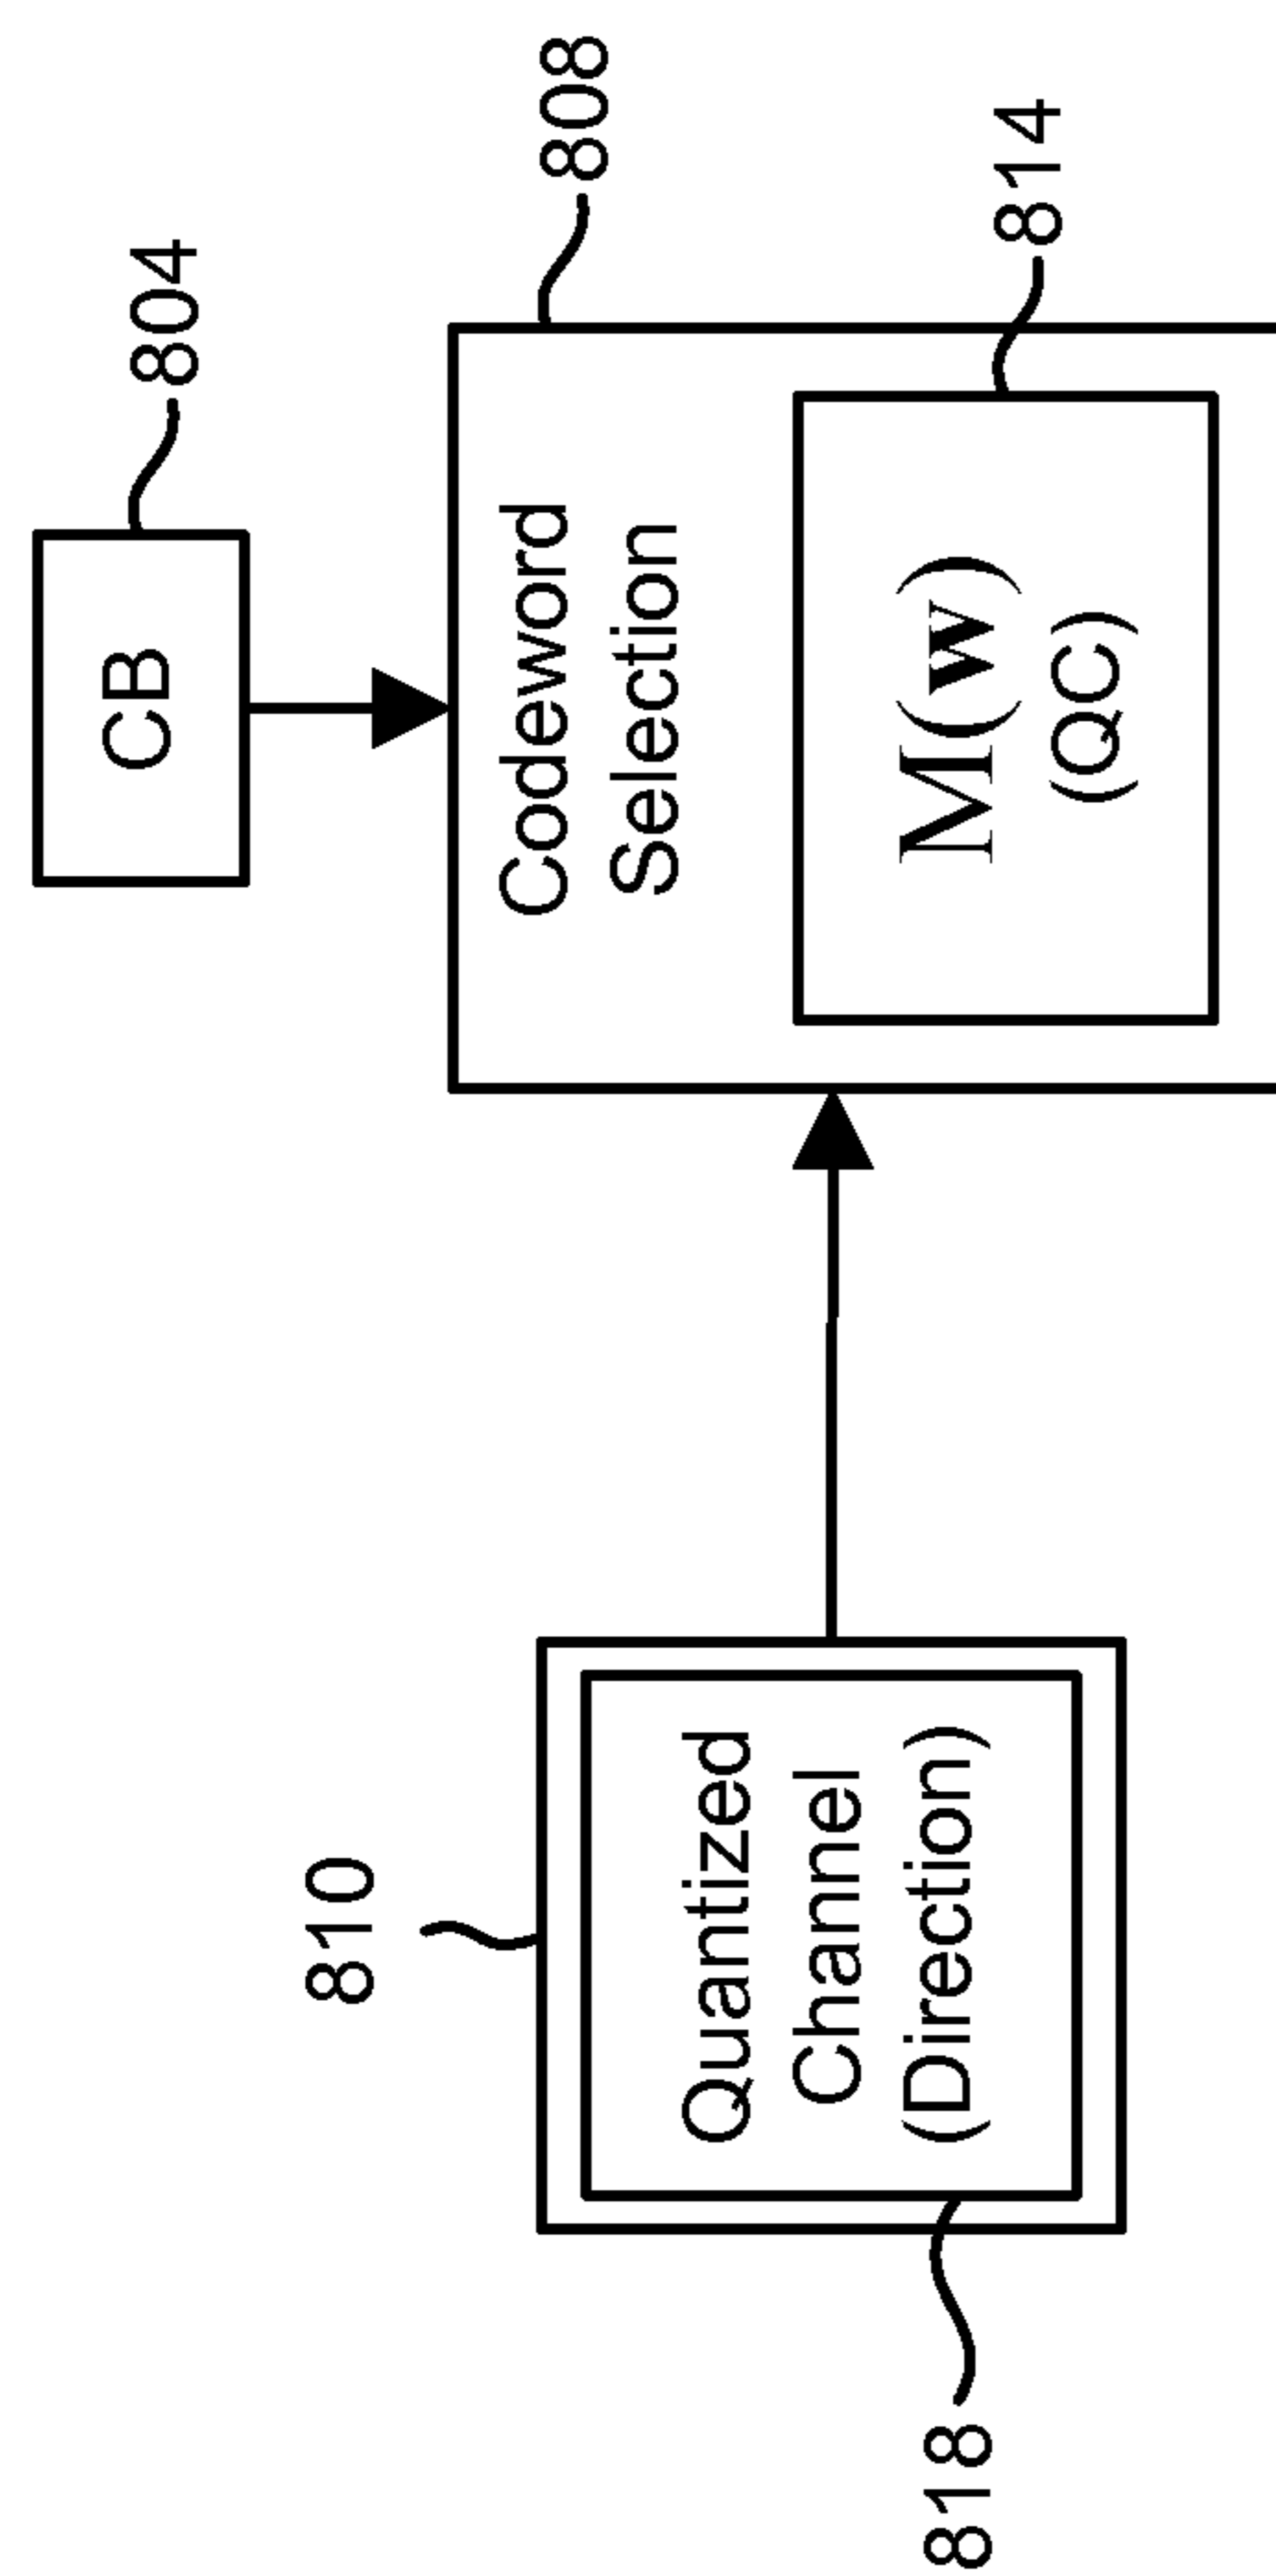 804
CB
808
Codeword
Selection
814
M(w)
(QC)
810
Quantized
Channel
(Direction)
818